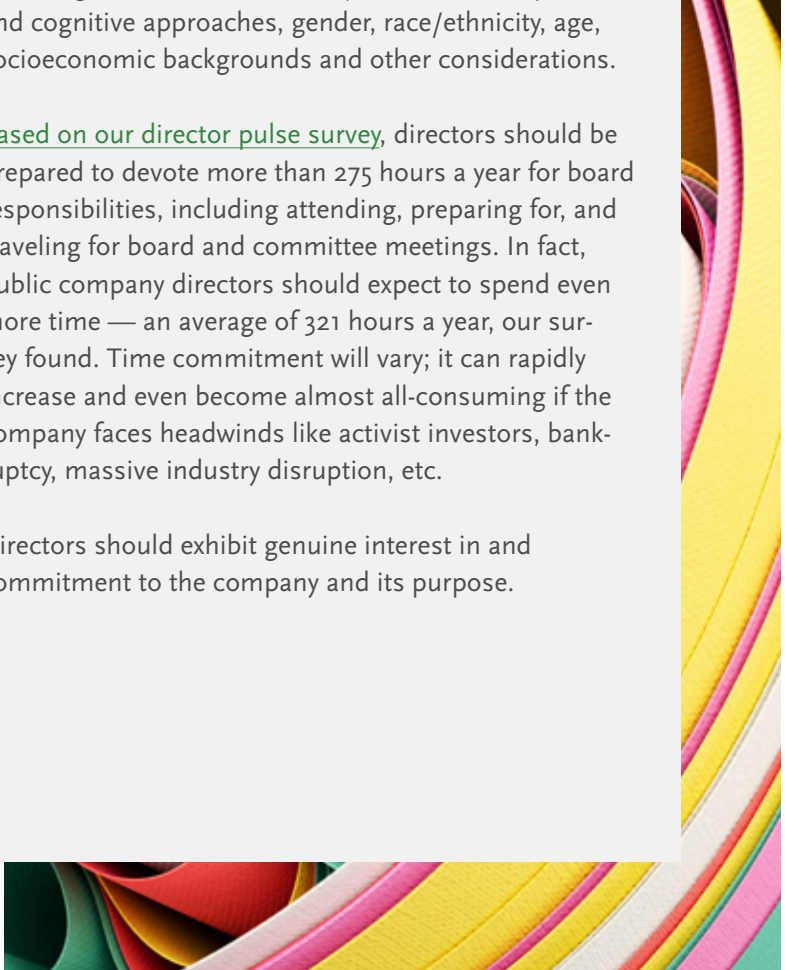 nd cognitive approaches, gender, race/ethnicity, age,
ocioeconomic backgrounds and other considerations.
ased on our director pulse survey, directors should be
repared to devote more than 275 hours a year for board
esponsibilities, including attending, preparing for, and
aveling for board and committee meetings. In fact,
ublic company directors should expect to spend even
ore time — an average of 321 hours a year, our sur-
ey found. Time commitment will vary; it can rapidly
crease and even become almost all-consuming if the
ompany faces headwinds like activist investors, bank-
uptcy, massive industry disruption, etc.
irectors should exhibit genuine interest in and
ommitment to the company and its purpose.